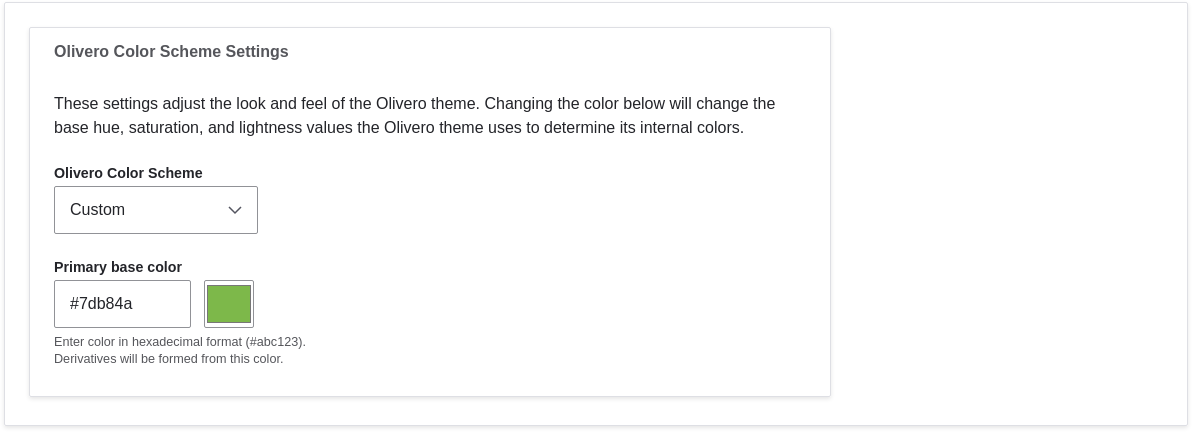 Olivero Color Scheme Settings
These settings adjust the look and feel of the Olivero theme. Changing the color below will change the
base hue, saturation, and lightness values the Olivero theme uses to determine its internal colors.
Olivero Color Scheme
Custom
Primary base color
#7db84a
Enter color in hexadecimal format (#abc123).
Derivatives will be formed from this color.